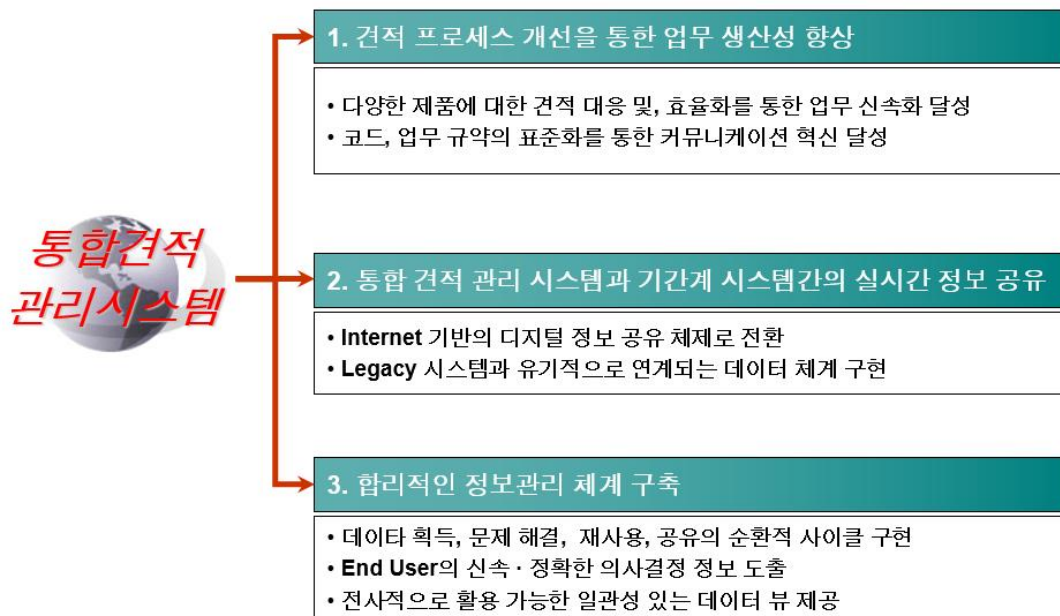 통합견적
관리시스템
1. 견적 프로세스 개선을 통한 업무 생산성 향상
• 다양한 제품에 대한 견적 대응 및, 효율화를 통한 업무 신속화 달성
• 코드, 업무 규약의 표준화를 통한 커뮤니케이션 혁신 달성
2. 통합 견적 관리 시스템과 기간계 시스템간의 실시간 정보 공유
• Internet 기반의 디지털 정보 공유 체제로 전환
• Legacy 시스템과 유기적으로 연계되는 데이터 체계 구현
3. 합리적인 정보관리 체계 구축
• 데이타 획득, 문제 해결, 재사용, 공유의 순환적 사이클 구현
• End User의 신속 · 정확한 의사결정 정보 도출
• 전사적으로 활용 가능한 일관성 있는 데이터 뷰 제공